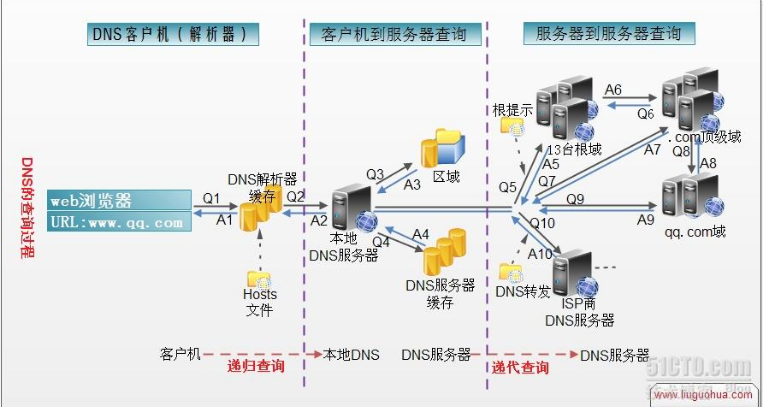 DNS客户机(解析器)
客户机到服务器查询
服务器到服务器查询
DNS的查询过程
web浏览器
URL:www.qq.com
Q1
A1
DNS解析器
缓存
Hosts
文件
Q2
A2
本地
DNS服务器
Q3
A3
区域
Q4
A4
DNS服务器
缓存
根提示
13台根域
Q5
A5
A6
Q6
.com顶级域
Q7
A7
Q8
A8
Q9
A9
qq.com域
Q10
A10
DNS转发
ISP商
DNS服务器
客户机
递归查询
本地DNS
DNS服务器
递代查询
DNS服务器
51CTO.com
技术博客 Blog
www.liuguohua.com